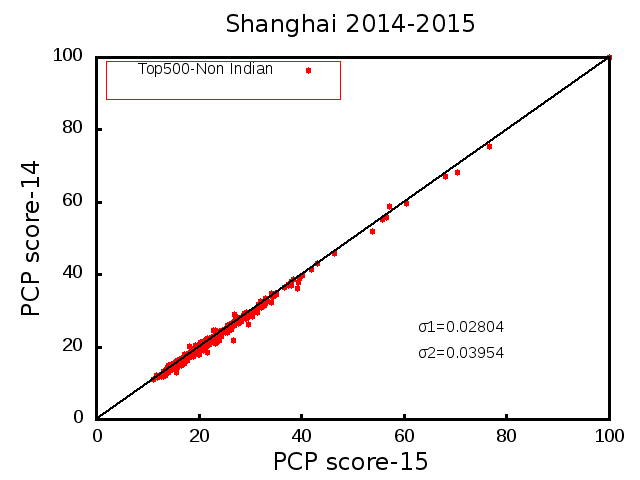 Shanghai 2014-2015
100
80
60
40
20
0
PCP score-14
Top500-Non Indian
σ1=0.02804
σ2=0.03954
0 20 40 60 80 100
PCP score-15